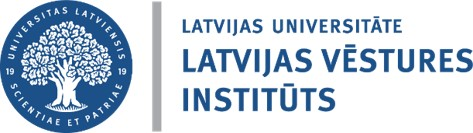 UNIVERSITAS LATVIENSIS
19 19
SCIENTIAE ET PATRIAE
LATVIJAS UNIVERSITĀTE
LATVIJAS VĒSTURES
INSTITŪTS